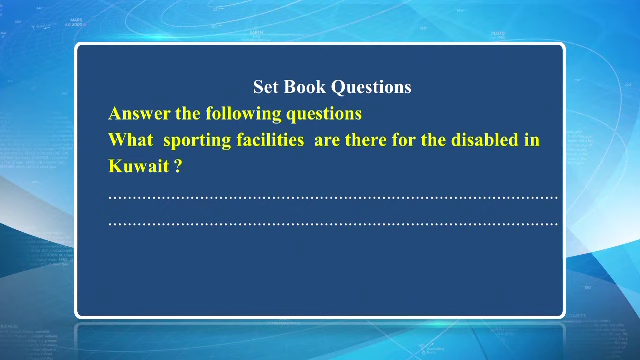 Set Book Questions
Answer the following questions
What sporting facilities are there for the disabled in
Kuwait ?
................................................................................................
................................................................................................